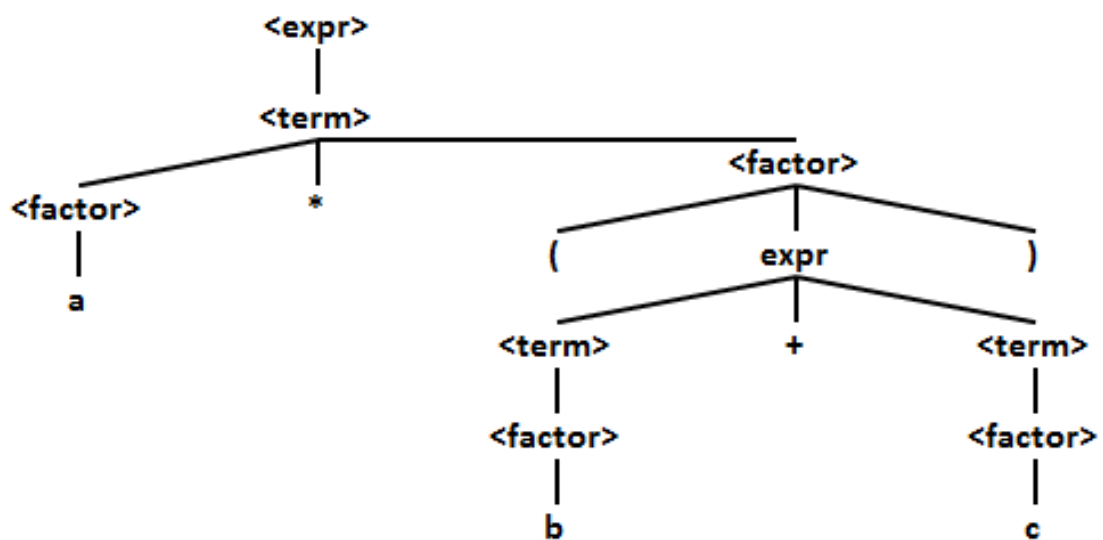 <expr>
<term>
<factor> * <factor>
a ( expr )
<term> + <term>
<factor> <factor>
b c